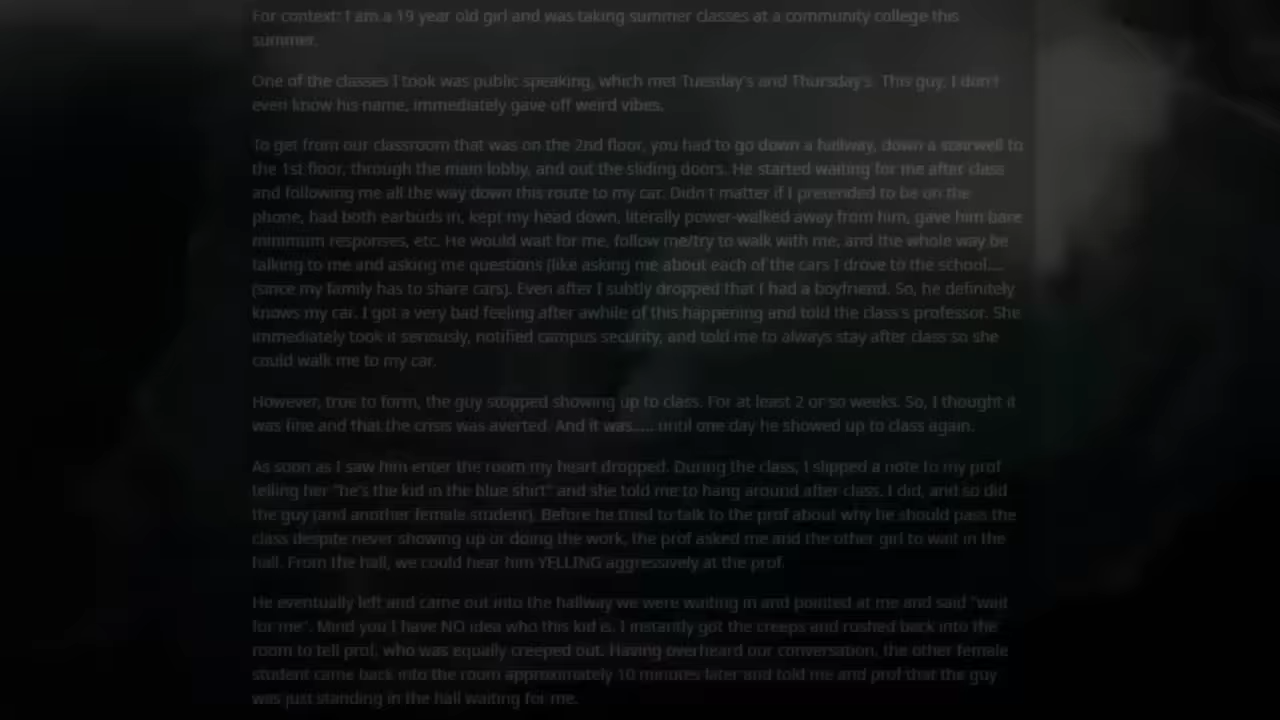 For context: I am a 19 year old girl and was taking summer classes at a community college this
summer.
One of the classes I took was public speaking, which met Tuesday's and Thursday's. This guy, I don't
even know his name, immediately gave off weird vibes.
To get from our classroom that was on the 2nd floor, you had to go down a hallway, down a stairwell to
the 1st floor, through the main lobby, and out the sliding doors. He started waiting for me after class
and following me all the way down this route to my car. Didn't matter if I pretended to be on the
phone, had both earbuds in, kept my head down, literally power-walked away from him, gave him bare
minimum responses, etc. He would wait for me, follow me/try to walk with me, and the whole way be
talking to me and asking me questions (like asking me about each of the cars I drove to the school....
(since my family has to share cars). Even after I subtly dropped that I had a boyfriend. So, he definitely
knows my car. I got a very bad feeling after awhile of this happening and told the class's professor. She
immediately took it seriously, notified campus security, and told me to always stay after class so she
could walk me to my car.
However, true to form, the guy stopped showing up to class. For at least 2 or so weeks. So, I thought it
was fine and that the crisis was averted. And it was..... until one day he showed up to class again.
As soon as I saw him enter the room my heart dropped. During the class, I slipped a note to my prof
telling her "he's the kid in the blue shirt" and she told me to hang around after class. I did, and so did
the guy (and another female student). Before he tried to talk to the prof about why he should pass the
class despite never showing up or doing the work, the prof asked me and the other girl to wait in the
hall. From the hall, we could hear him YELLING aggressively at the prof.
He eventually left and came out into the hallway we were waiting in and pointed at me and said "wait
for me". Mind you I have NO idea who this kid is. I instantly got the creeps and rushed back into the
room to tell prof, who was equally creeped out. Having overheard our conversation, the other female
student came back into the room approximately 10 minutes later and told me and prof that the guy
was just standing in the hall waiting for me.